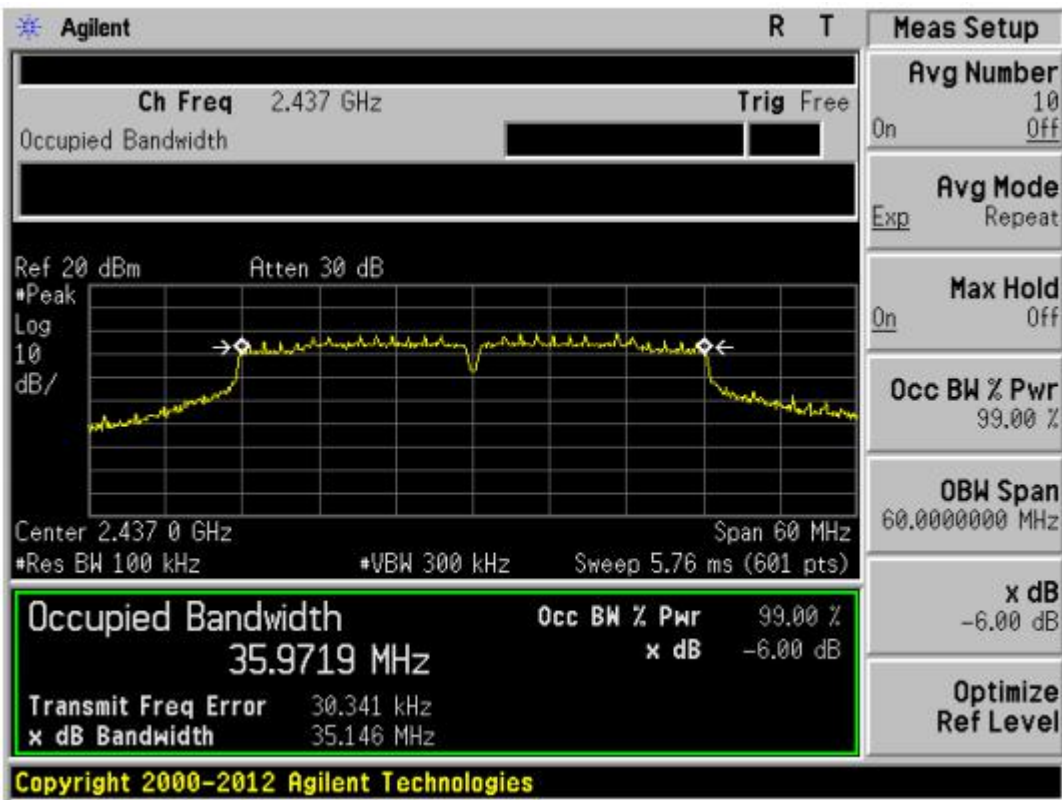 Agilent R T
Ch Freq 2.437 GHz Trig Free
Occupied Bandwidth
Ref 20 dBm Atten 30 dB
#Peak
Log
10
dB/
Center 2.437 0 GHz Span 60 MHz
#Res BW 100 kHz #VBW 300 kHz Sweep 5.76 ms (601 pts)
Occupied Bandwidth Occ BW % Pwr 99.00 %
35.9719 MHz x dB -6.00 dB
Transmit Freq Error 30.341 kHz
x dB Bandwidth 35.146 MHz
Copyright 2000-2012 Agilent Technologies
Meas Setup
Avg Number
10
On Off
Avg Mode
Exp Repeat
Max Hold
On Off
Occ BW % Pwr
99.00 %
OBW Span
60.0000000 MHz
x dB
-6.00 dB
Optimize
Ref Level